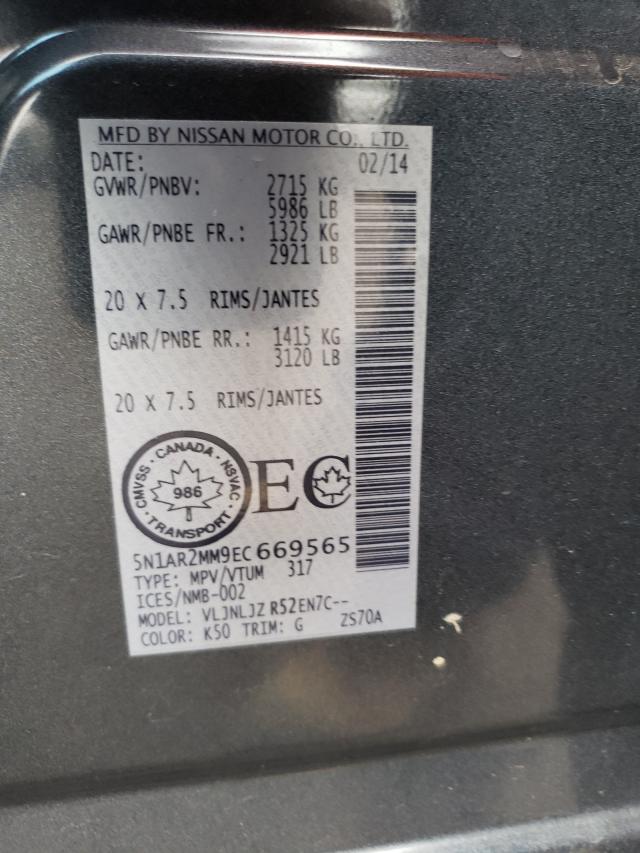 MFD BY NISSAN MOTOR CO., LTD.
DATE: 02/14
GVWR/PNBV: 2715 KG
5986 LB
GAWR/PNBE FR.: 1325 KG
2921 LB
20 X 7.5 RIMS/JANTES
GAWR/PNBE RR.: 1415 KG
3120 LB
20 X 7.5 RIMS/JANTES
CMVSS · CANADA · NSVAC · TRANSPORT ·
986
EC
5N1AR2MM9EC669565
TYPE: MPV/VTUM 317
ICES/NMB-002
MODEL: VLJNLJZ R52EN7C--
COLOR: K50 TRIM: G ZS70A